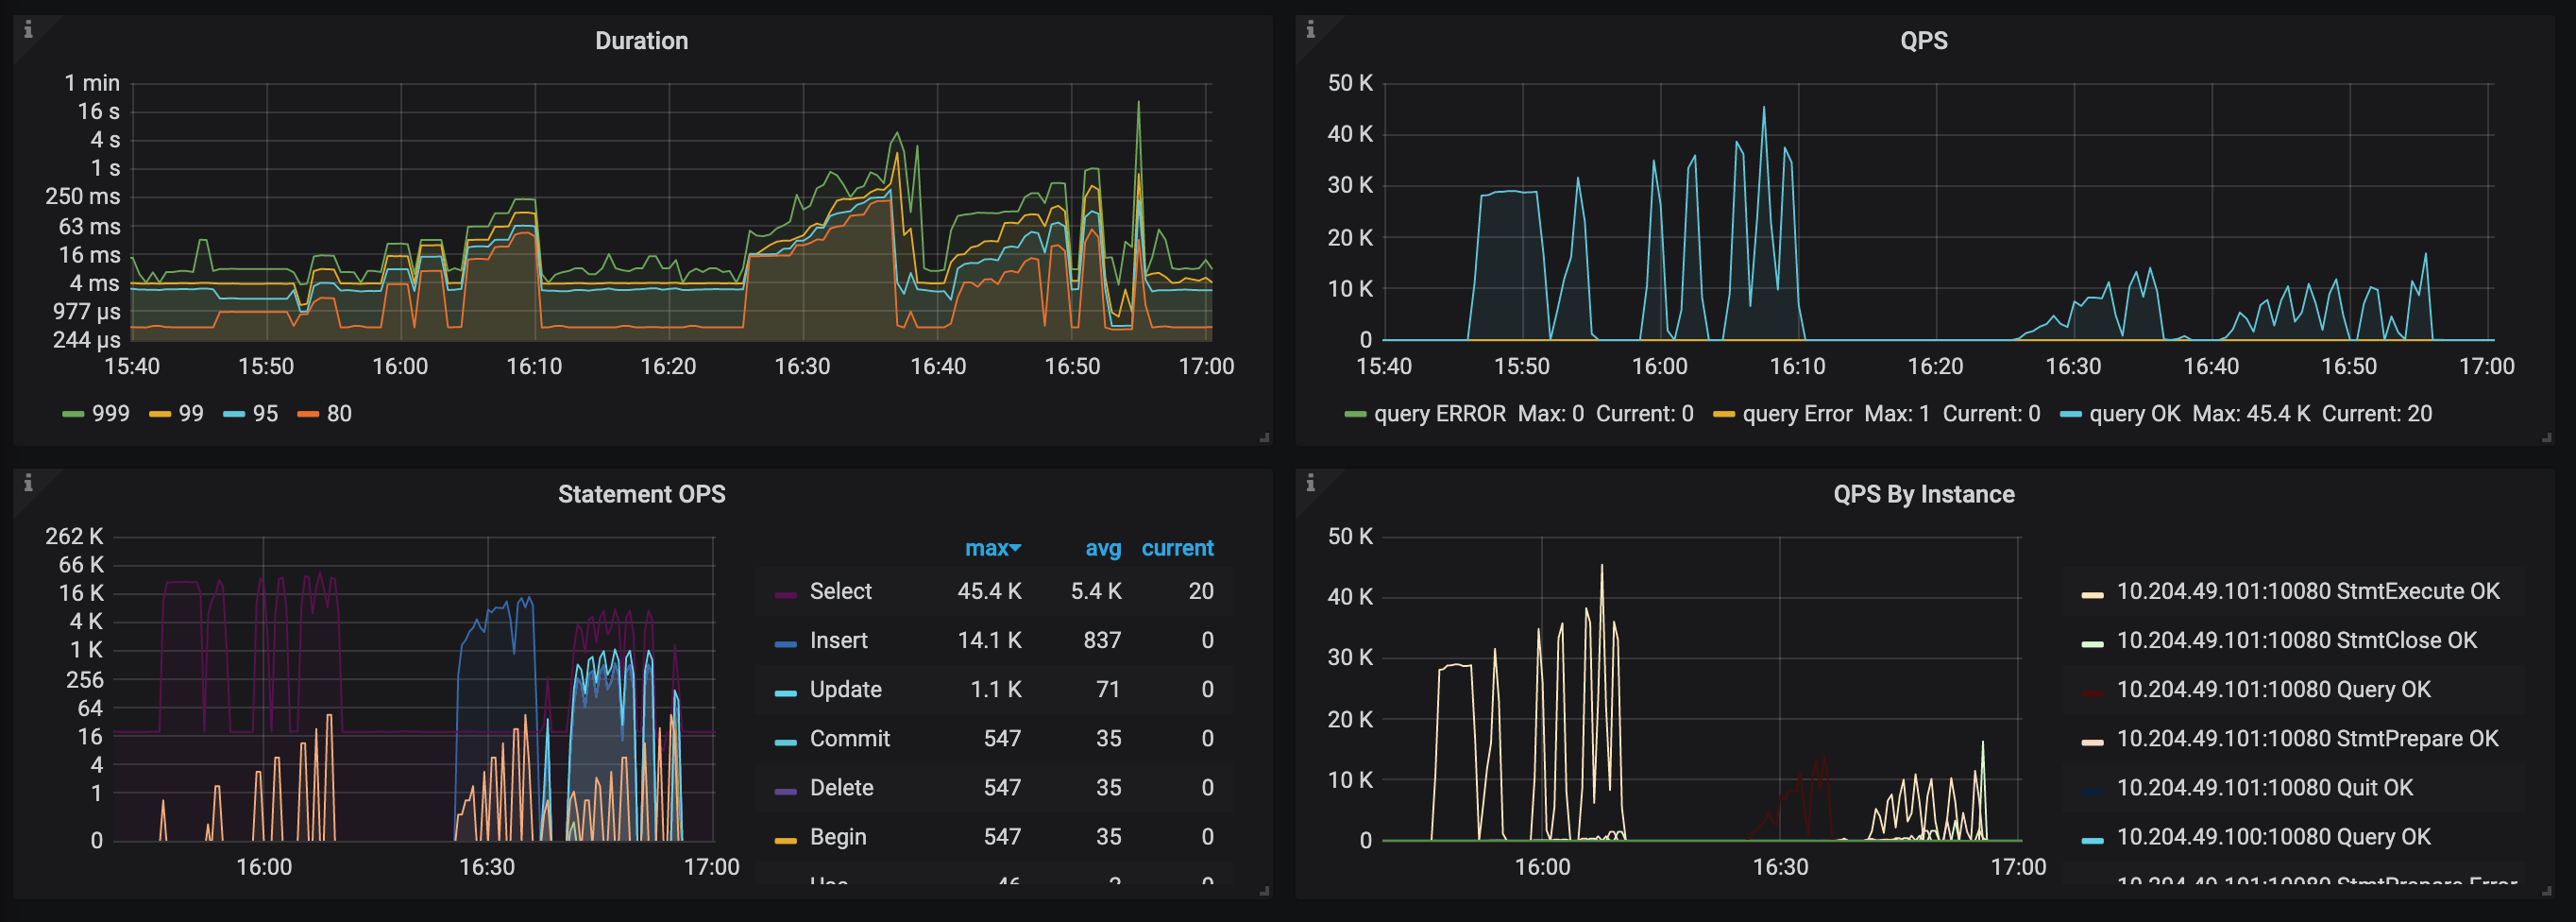 Duration
1 min
16 s
4 s
1 s
250 ms
63 ms
16 ms
4 ms
977 µs
244 µs
15:40 15:50 16:00 16:10 16:20 16:30 16:40 16:50 17:00
999 99 95 80
QPS
50 K
40 K
30 K
20 K
10 K
0
15:40 15:50 16:00 16:10 16:20 16:30 16:40 16:50 17:00
query ERROR Max: 0 Current: 0 query Error Max: 1 Current: 0 query OK Max: 45.4 K Current: 20
Statement OPS
262 K
66 K
16 K
4 K
1 K
256
64
16
4
1
0
16:00 16:30 17:00
max avg current
Select 45.4 K 5.4 K 20
Insert 14.1 K 837 0
Update 1.1 K 71 0
Commit 547 35 0
Delete 547 35 0
Begin 547 35 0
QPS By Instance
50 K
40 K
30 K
20 K
10 K
0
16:00 16:30 17:00
10.204.49.101:10080 StmtExecute OK
10.204.49.101:10080 StmtClose OK
10.204.49.101:10080 Query OK
10.204.49.101:10080 StmtPrepare OK
10.204.49.101:10080 Quit OK
10.204.49.100:10080 Query OK
10.204.49.101:10080 StmtPrepare Error